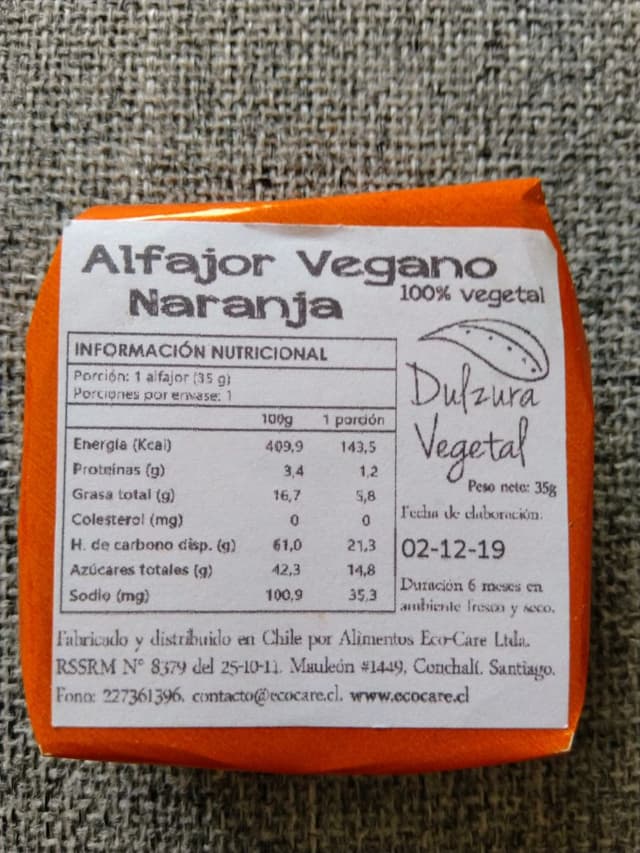 Alfajor Vegano
Naranja
100% vegetal
INFORMACIÓN NUTRICIONAL
Porción: 1 alfajor (35 g)
Porciones por envase: 1
100g 1 porción
Energía (Kcal) 409,9 143,5
Proteínas (g) 3,4 1,2
Grasa total (g) 16,7 5,8
Colesterol (mg) 0 0
H. de carbono disp. (g) 61,0 21,3
Azúcares totales (g) 42,3 14,8
Sodio (mg) 100,9 35,3
Dulzura
Vegetal
Peso neto: 35g
Fecha de elaboración:
02-12-19
Duración 6 meses en
ambiente fresco y seco.
Fabricado y distribuido en Chile por Alimentos Eco-Care Ltda.
RSSRM N° 8379 del 25-10-11. Mauleón #1449, Conchalí. Santiago.
Fono: 227361396. contacto@ecocare.cl. www.ecocare.cl